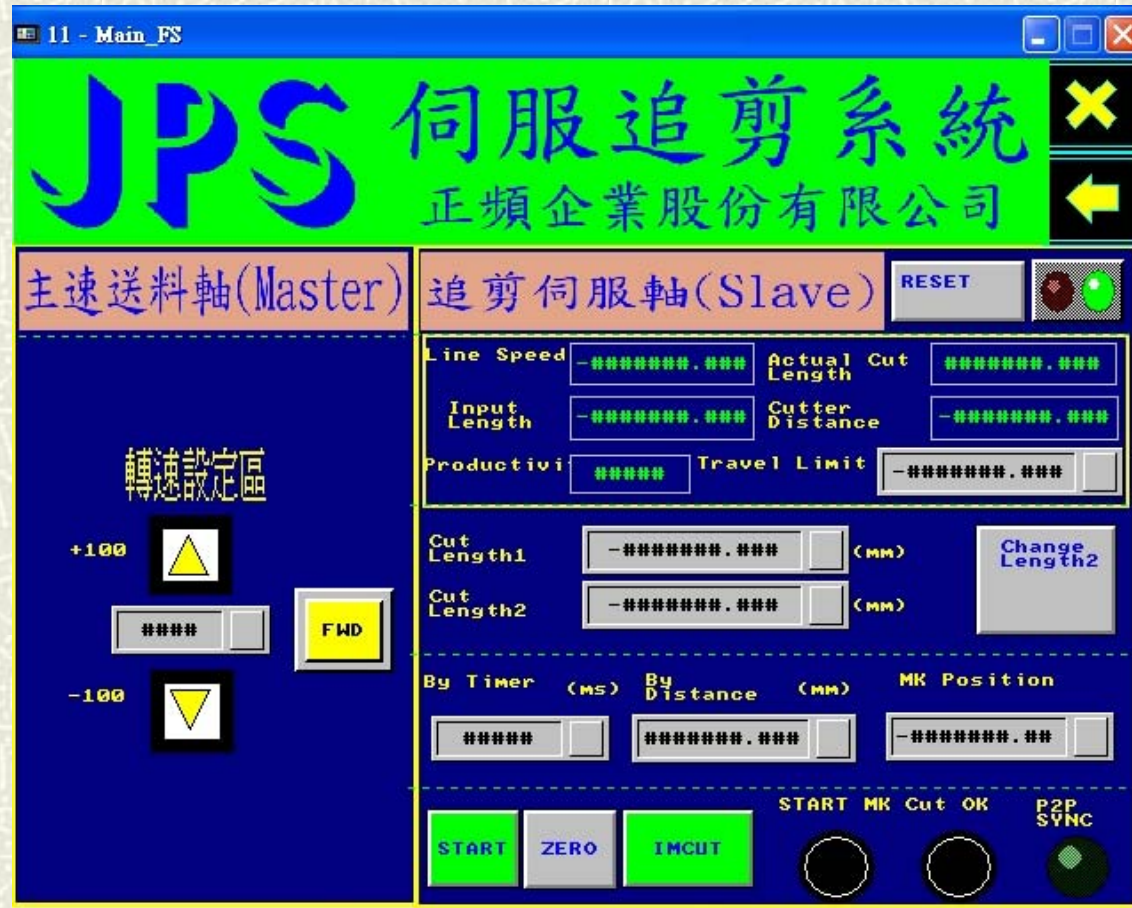 11 - Main_FS
JPS 伺服追剪系統
正頻企業股份有限公司
主速送料軸(Master)
追剪伺服軸(Slave)
RESET
Line Speed -#######.### Actual Cut Length #######.###
Input Length -#######.### Cutter Distance -#######.###
Productivi ##### Travel Limit -#######.###
轉速設定區
+100
####
FWD
-100
Cut Length1 -#######.### (mm)
Change Length2
Cut Length2 -#######.### (mm)
By Timer (ms) By Distance (mm) MK Position
##### #######.### -#######.##
START MK Cut OK P2P SYNC
START ZERO IMCUT